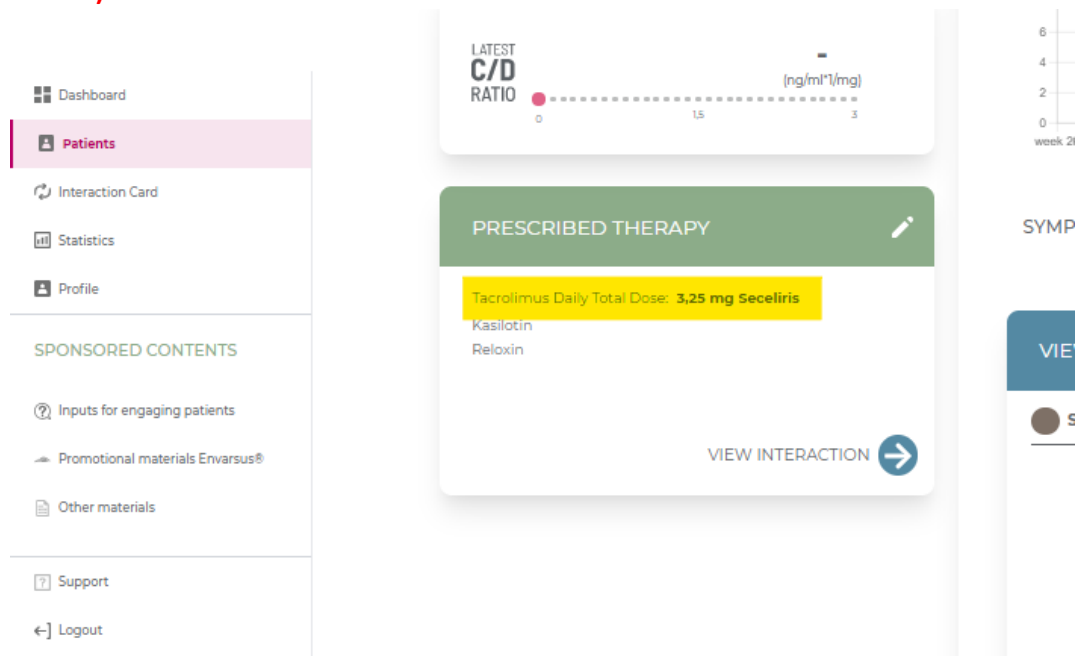 Dashboard
Patients
Interaction Card
Statistics
Profile
SPONSORED CONTENTS
Inputs for engaging patients
Promotional materials Envarsus®
Other materials
Support
Logout
LATEST
C/D
RATIO
-
(ng/ml*1/mg)
0 1,5 3
PRESCRIBED THERAPY
Tacrolimus Daily Total Dose: 3,25 mg Seceliris
Kasilotin
Reloxin
VIEW INTERACTION
6
4
2
0
week
SYMP
VIE
S